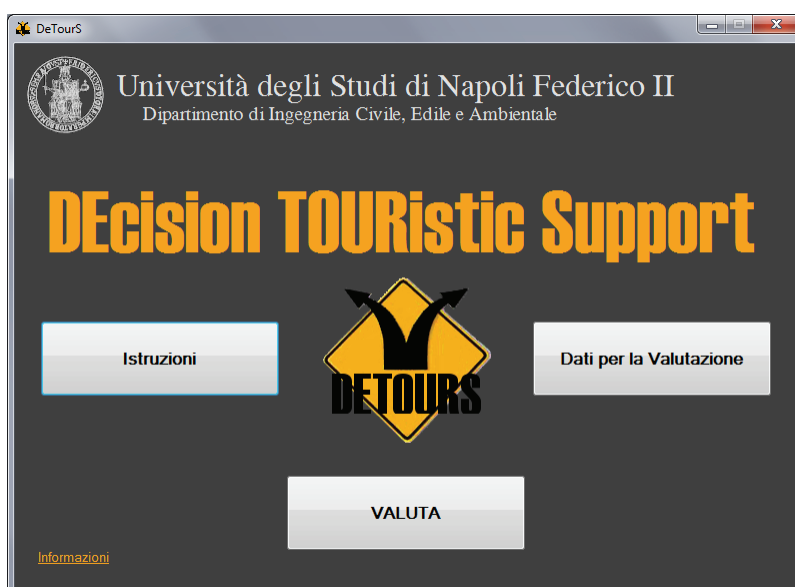 DeTourS
Università degli Studi di Napoli Federico II
Dipartimento di Ingegneria Civile, Edile e Ambientale
DEcision TOURistic Support
Istruzioni
DETOURS
Dati per la Valutazione
VALUTA
Informazioni